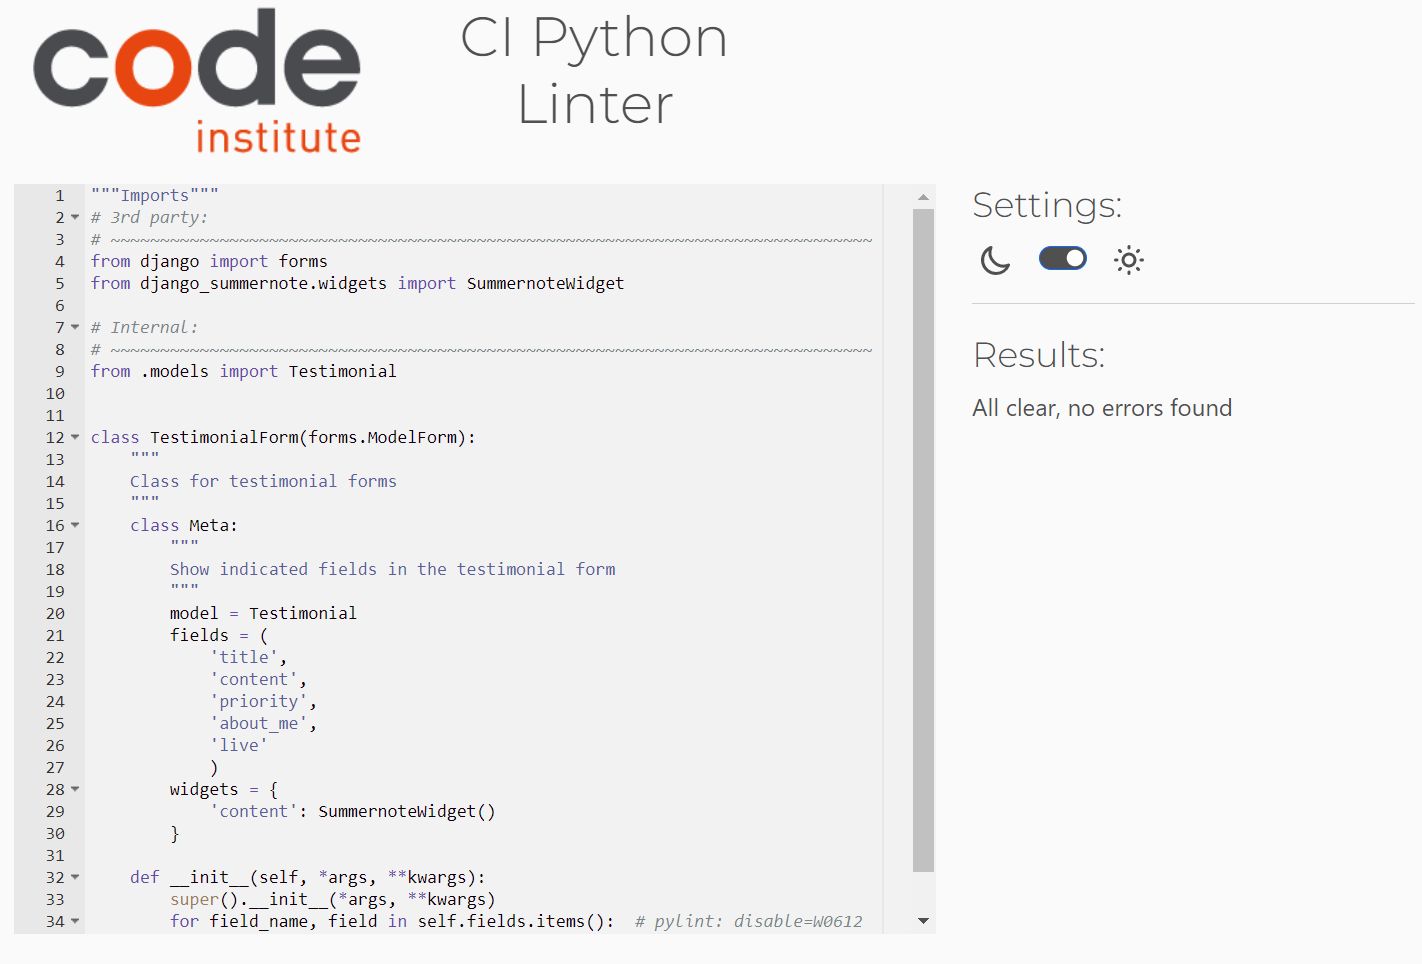 code
institute
CI Python
Linter
1 """Imports"""
2 # 3rd party:
3 # ~~~~~~~~~~~~~~~~~~~~~~~~~~~~~~~~~~~~~~~~~~~~~~~~~~~~~~~~~~~~~~~~~~~~~~~~~~~~~
4 from django import forms
5 from django_summernote.widgets import SummernoteWidget
6
7 # Internal:
8 # ~~~~~~~~~~~~~~~~~~~~~~~~~~~~~~~~~~~~~~~~~~~~~~~~~~~~~~~~~~~~~~~~~~~~~~~~~~~~~
9 from .models import Testimonial
10
11
12 class TestimonialForm(forms.ModelForm):
13     """
14     Class for testimonial forms
15     """
16     class Meta:
17         """
18         Show indicated fields in the testimonial form
19         """
20         model = Testimonial
21         fields = (
22             'title',
23             'content',
24             'priority',
25             'about_me',
26             'live'
27             )
28         widgets = {
29             'content': SummernoteWidget()
30         }
31
32     def __init__(self, *args, **kwargs):
33         super().__init__(*args, **kwargs)
34         for field_name, field in self.fields.items():  # pylint: disable=W0612
Settings:
Results:
All clear, no errors found